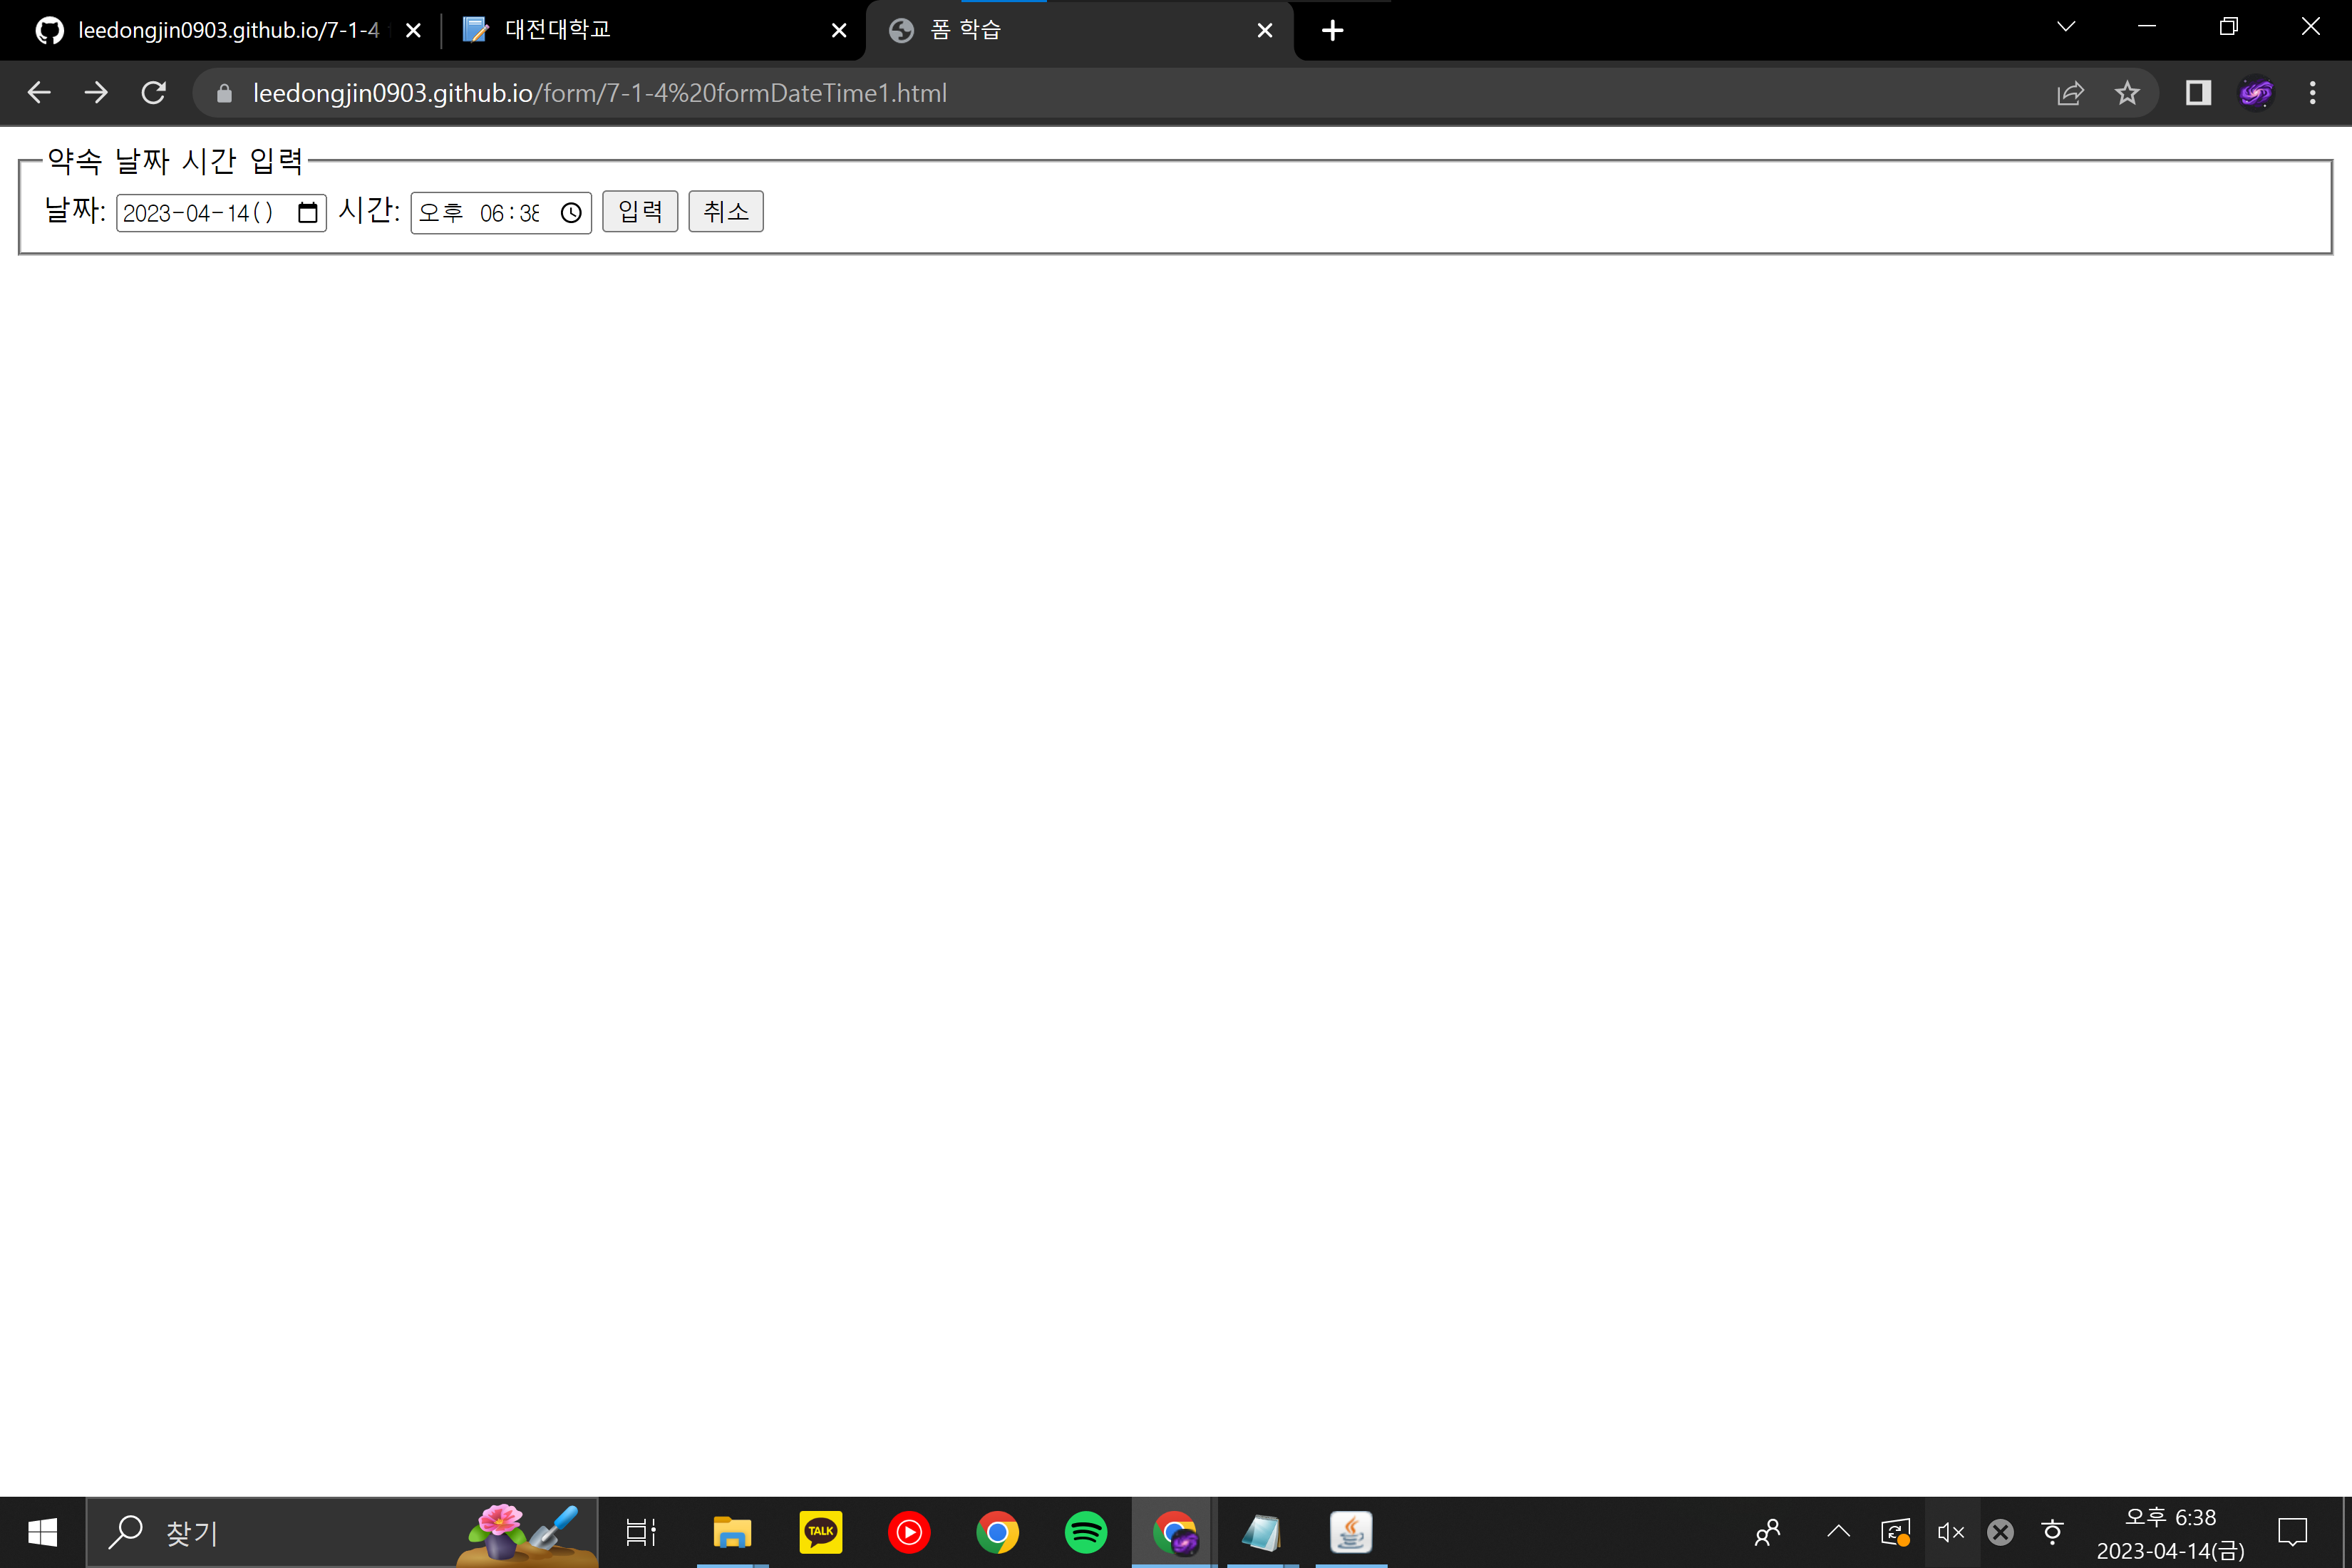 leedongjin0903.github.io/7-1-4
대전대학교
폼 학습
leedongjin0903.github.io/form/7-1-4%20formDateTime1.html
약속 날짜 시간 입력
날짜: 2023-04-14() 시간: 오후 06:38 입력 취소
찾기
TALK
오후 6:38
2023-04-14(금)